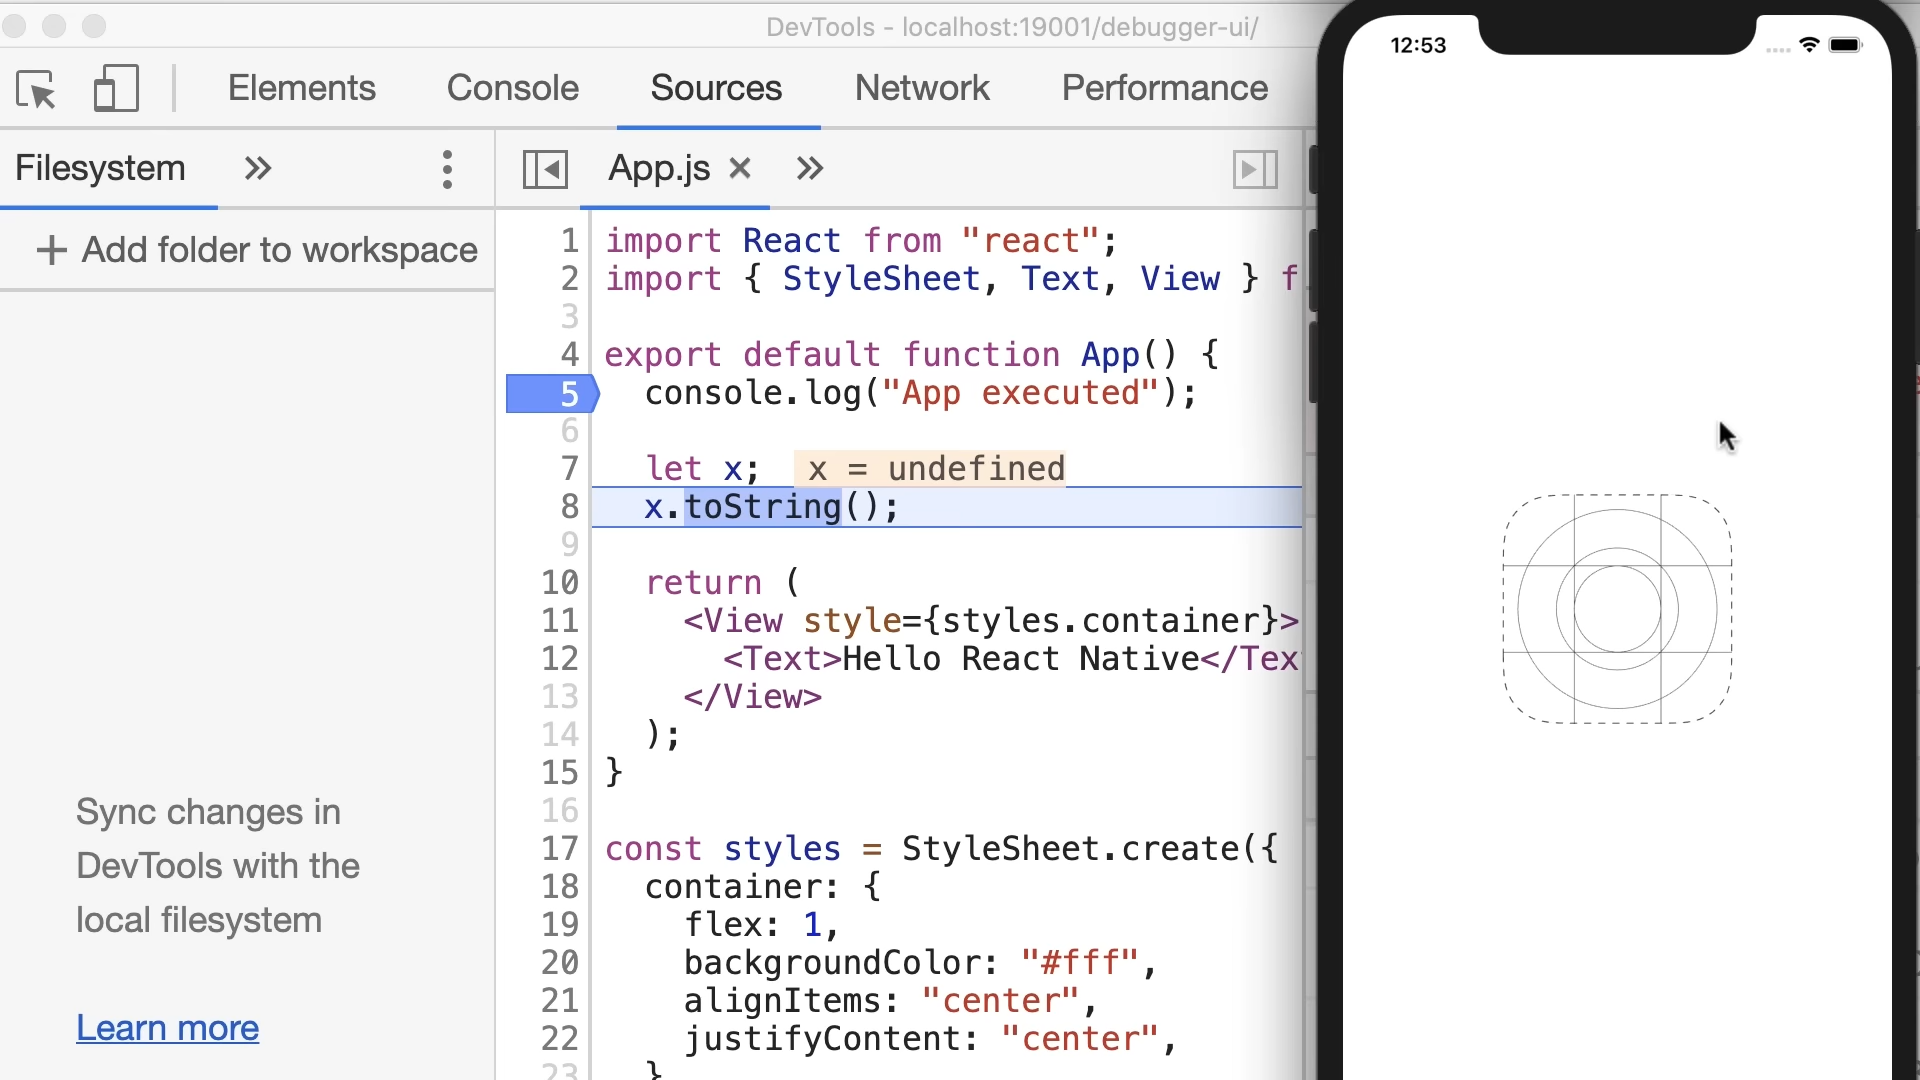 DevTools - localhost:19001/debugger-ui/
Elements Console Sources Network Performance
Filesystem
App.js
+ Add folder to workspace
1 import React from "react";
2 import { StyleSheet, Text, View } f
3
4 export default function App() {
5 console.log("App executed");
6
7 let x; x = undefined
8 x.toString();
9
10 return (
11 <View style={styles.container}>
12 <Text>Hello React Native</Tex
13 </View>
14 );
15 }
16
17 const styles = StyleSheet.create({
18 container: {
19 flex: 1,
20 backgroundColor: "#fff",
21 alignItems: "center",
22 justifyContent: "center",
23 }
Sync changes in
DevTools with the
local filesystem
Learn more
12:53